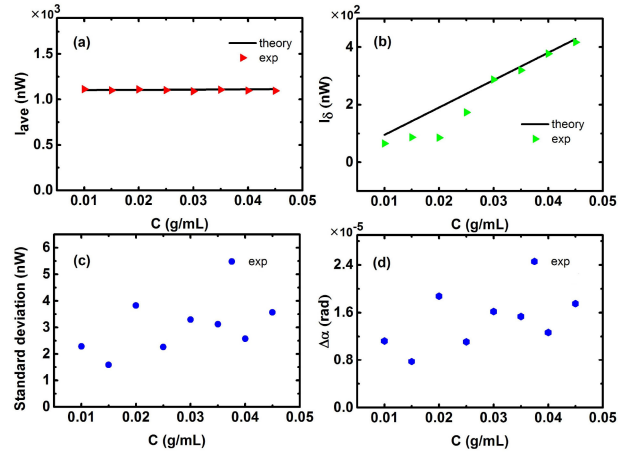 ×10³
1.8
1.2
0.6
0.0
(a)
theory
exp
I_ave (nW)
0.01 0.02 0.03 0.04 0.05
C (g/mL)
×10²
4
2
0
(b)
theory
exp
I_δ (nW)
0.01 0.02 0.03 0.04 0.05
C (g/mL)
6
5
4
3
2
1
0
(c)
exp
Standard deviation (nW)
0.01 0.02 0.03 0.04 0.05
C (g/mL)
×10⁻⁵
2.4
1.6
0.8
0.0
(d)
exp
Δα (rad)
0.01 0.02 0.03 0.04 0.05
C (g/mL)